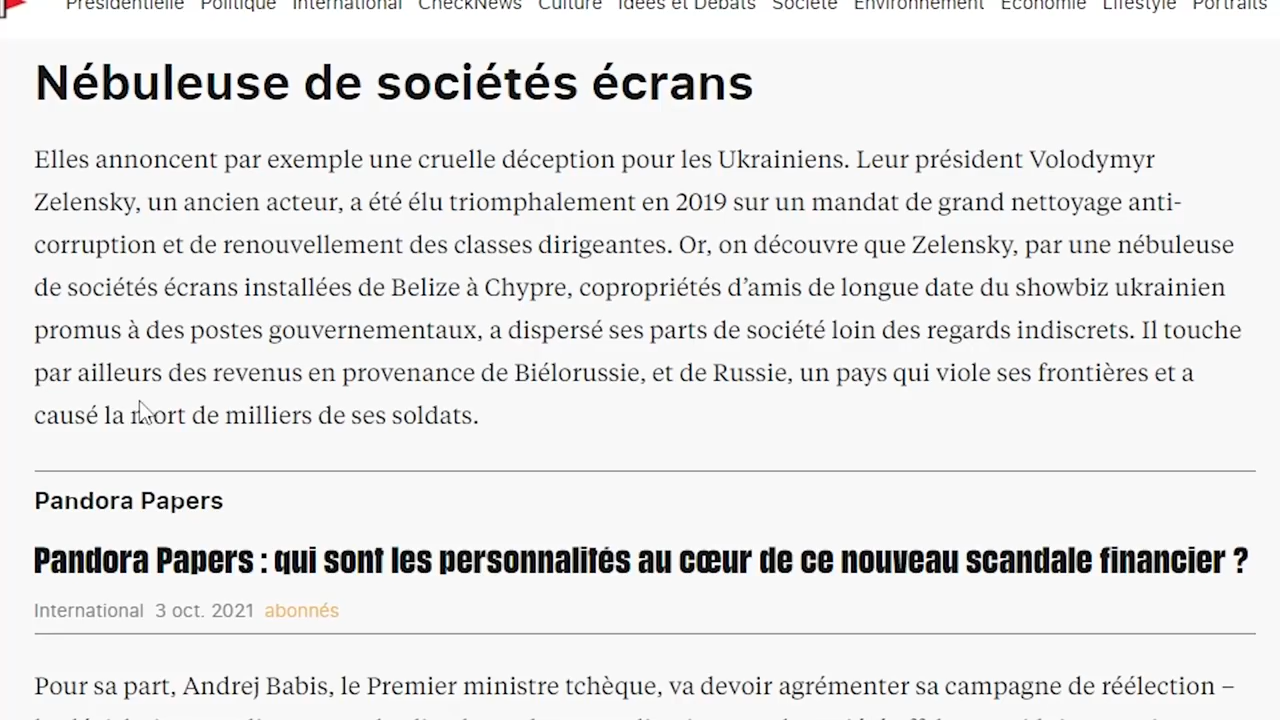 Présidentielle Politique International CheckNews Culture Idées et Débats Société Environnement Economie Lifestyle Portraits
Nébuleuse de sociétés écrans
Elles annoncent par exemple une cruelle déception pour les Ukrainiens. Leur président Volodymyr
Zelensky, un ancien acteur, a été élu triomphalement en 2019 sur un mandat de grand nettoyage anti-
corruption et de renouvellement des classes dirigeantes. Or, on découvre que Zelensky, par une nébuleuse
de sociétés écrans installées de Belize à Chypre, copropriétés d’amis de longue date du showbiz ukrainien
promus à des postes gouvernementaux, a dispersé ses parts de société loin des regards indiscrets. Il touche
par ailleurs des revenus en provenance de Biélorussie, et de Russie, un pays qui viole ses frontières et a
causé la mort de milliers de ses soldats.
Pandora Papers
Pandora Papers : qui sont les personnalités au cœur de ce nouveau scandale financier ?
International 3 oct. 2021 abonnés
Pour sa part, Andrej Babis, le Premier ministre tchèque, va devoir agrémenter sa campagne de réélection –